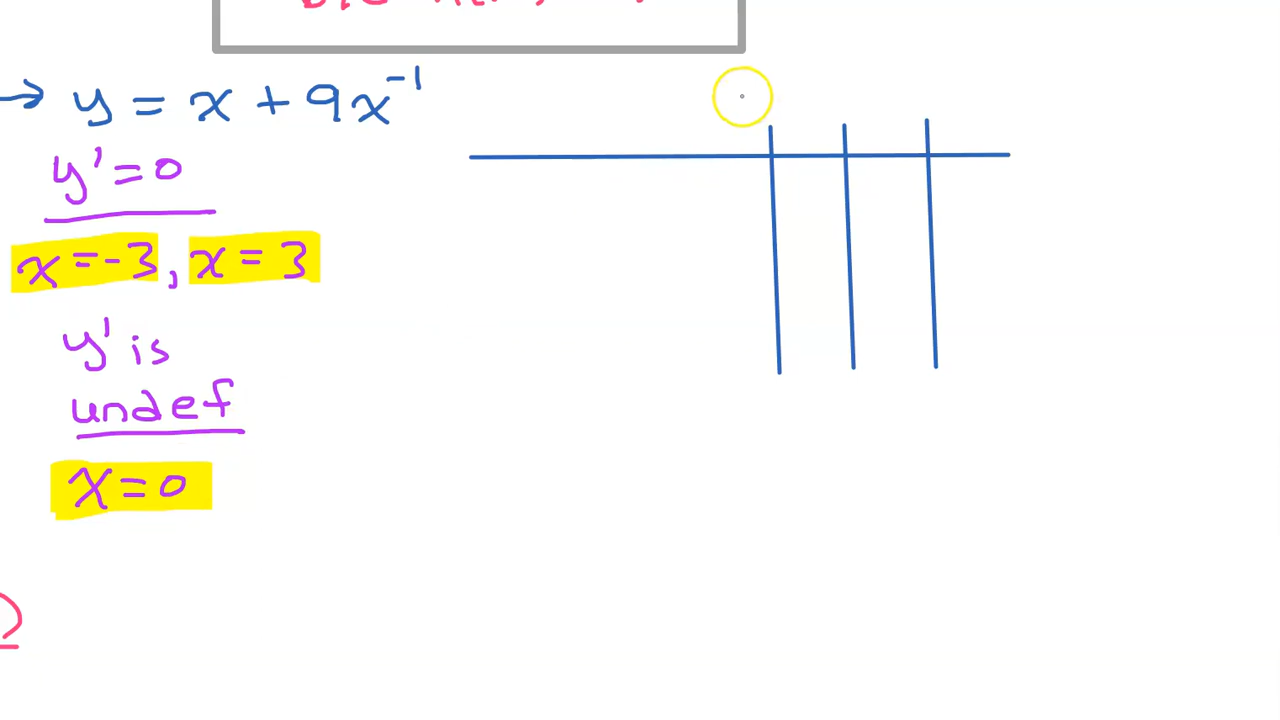 → y = x + 9x⁻¹
y' = 0
x = -3, x = 3
y' is
undef
x = 0